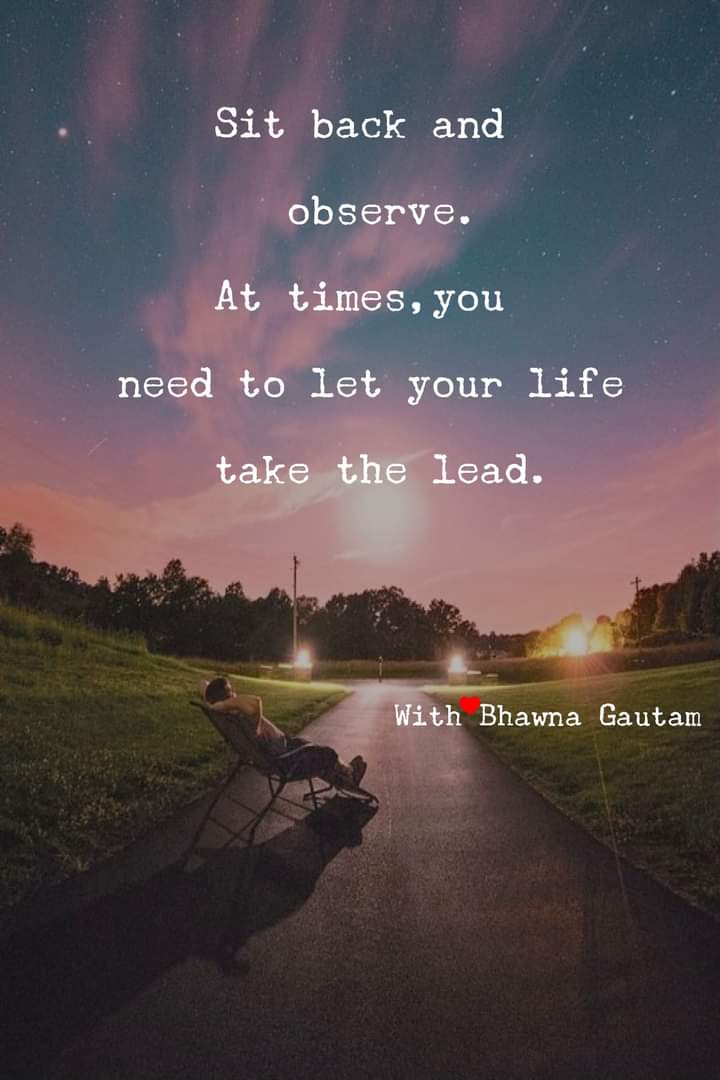 Sit back and
observe.
At times,you
need to let your life
take the lead.
With❤Bhawna Gautam